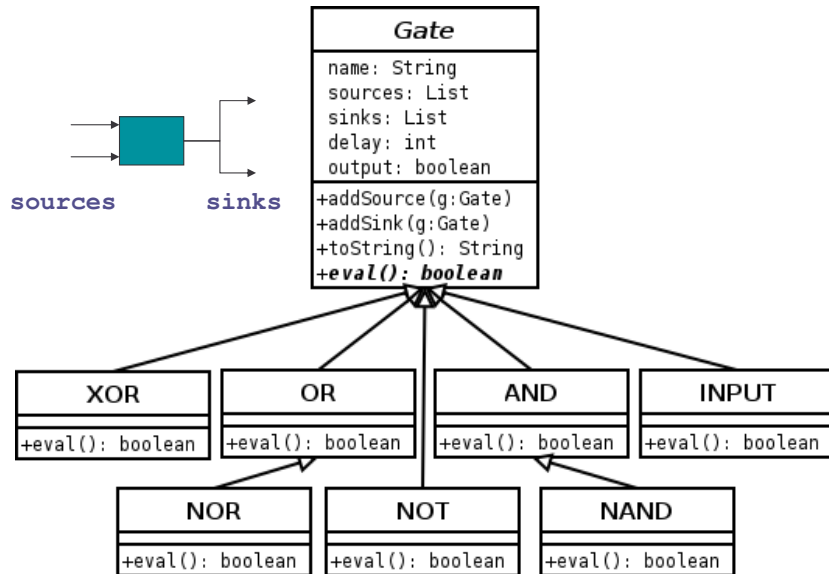 Gate
name: String
sources: List
sinks: List
delay: int
output: boolean
+addSource(g:Gate)
+addSink(g:Gate)
+toString(): String
+eval(): boolean
sources
sinks
XOR
+eval(): boolean
OR
+eval(): boolean
AND
+eval(): boolean
INPUT
+eval(): boolean
NOR
+eval(): boolean
NOT
+eval(): boolean
NAND
+eval(): boolean